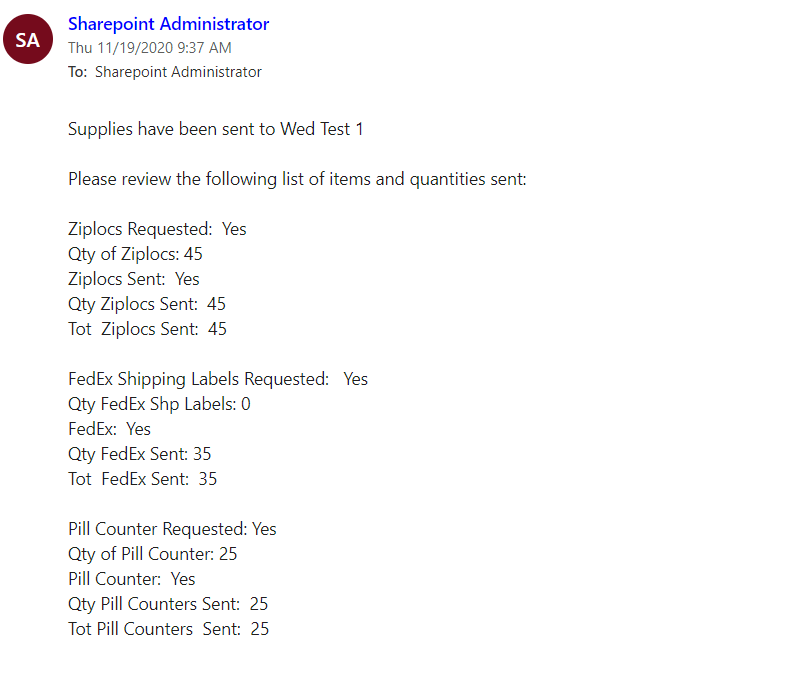 SA
Sharepoint Administrator
Thu 11/19/2020 9:37 AM
To: Sharepoint Administrator
Supplies have been sent to Wed Test 1
Please review the following list of items and quantities sent:
Ziplocs Requested:  Yes
Qty of Ziplocs: 45
Ziplocs Sent:  Yes
Qty Ziplocs Sent:  45
Tot  Ziplocs Sent:  45
FedEx Shipping Labels Requested:   Yes
Qty FedEx Shp Labels: 0
FedEx:  Yes
Qty FedEx Sent: 35
Tot  FedEx Sent:  35
Pill Counter Requested: Yes
Qty of Pill Counter: 25
Pill Counter:  Yes
Qty Pill Counters Sent:  25
Tot Pill Counters  Sent:  25